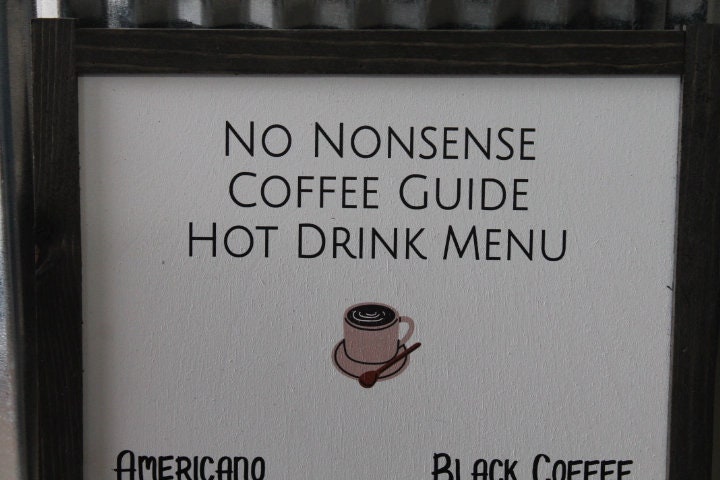 No Nonsense
Coffee Guide
Hot Drink Menu
Americano Black Coffee